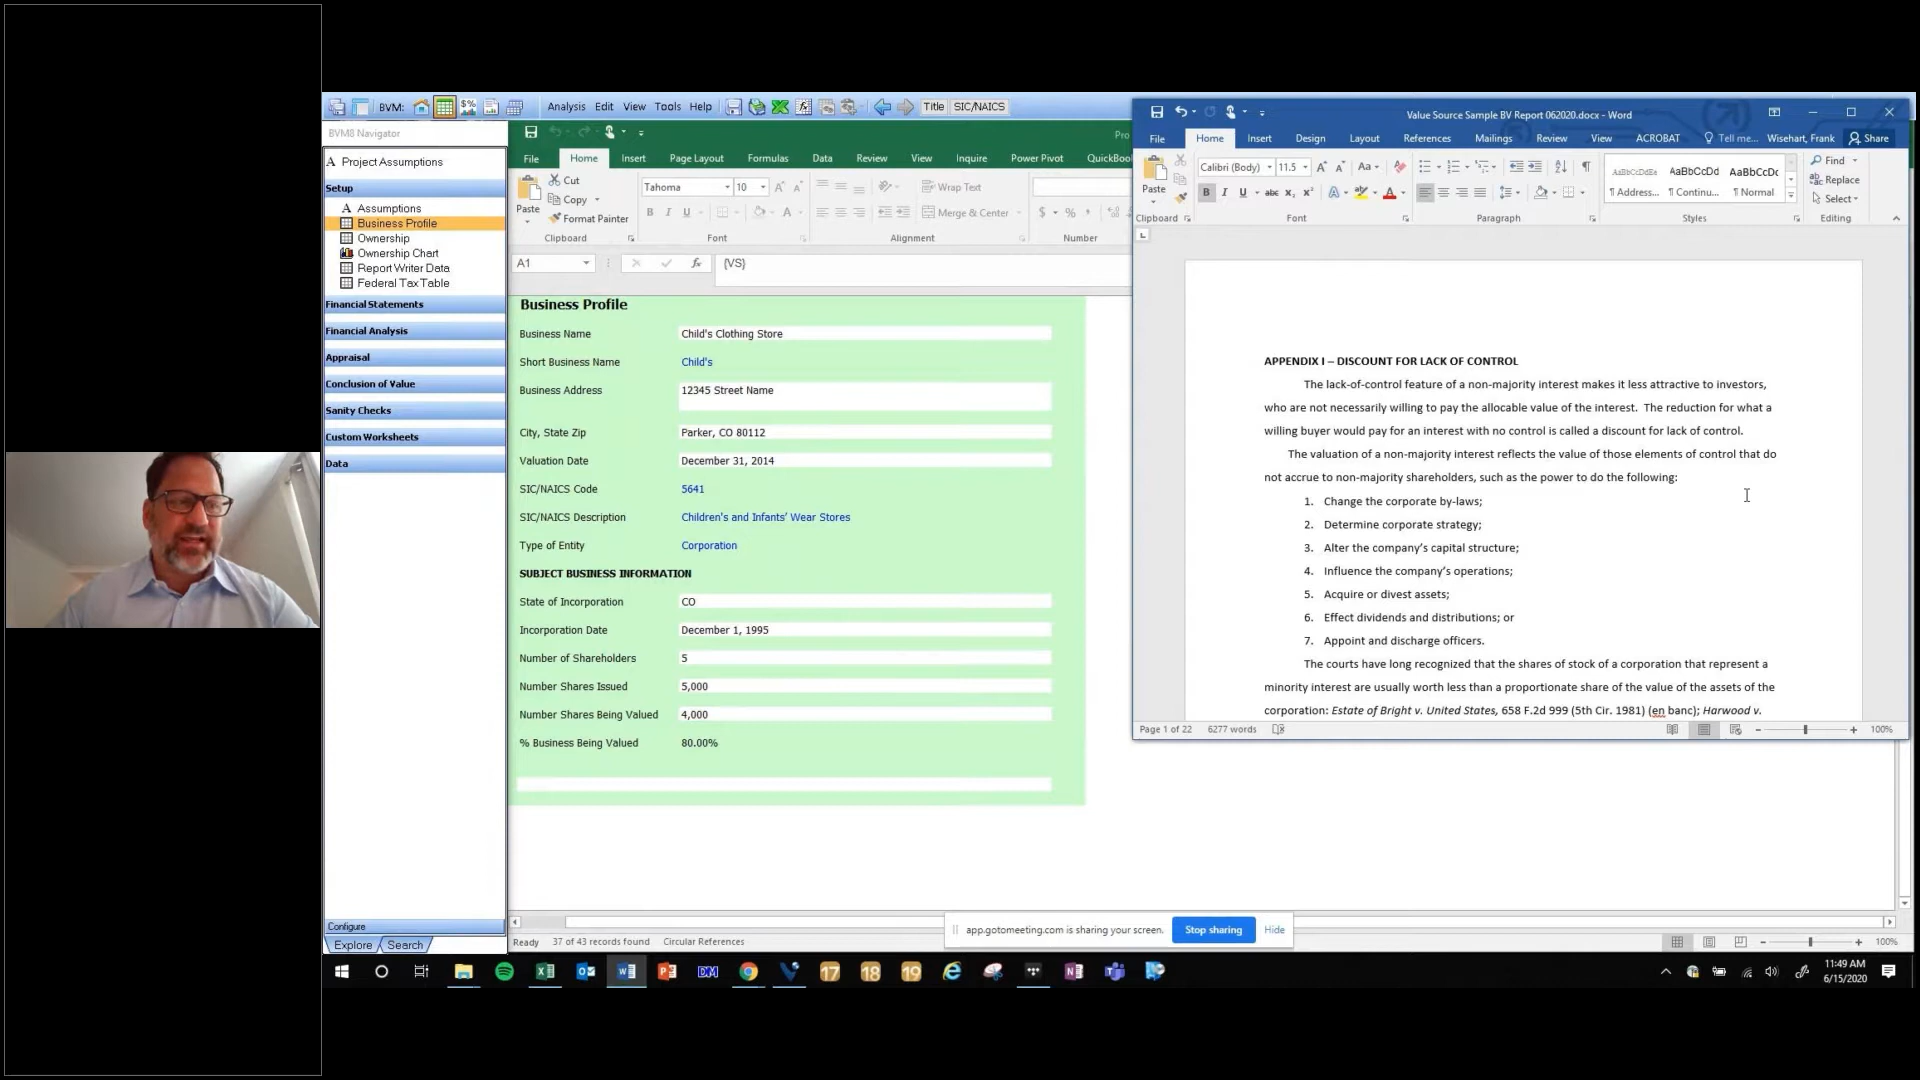 BVM:
Analysis Edit View Tools Help
Title SIC/NAICS
BVM8 Navigator
A Project Assumptions
Setup
A Assumptions
Business Profile
Ownership
Ownership Chart
Report Writer Data
Federal Tax Table
Financial Statements
Financial Analysis
Appraisal
Conclusion of Value
Sanity Checks
Custom Worksheets
Data
Configure
Explore Search
Pro
File Home Insert Page Layout Formulas Data Review View Inquire Power Pivot QuickBoo
Paste
Cut
Copy
Format Painter
Clipboard
Tahoma 10
B I U
Font
Wrap Text
Merge & Center
Alignment
$ %
Number
A1
fx
{VS}
Business Profile
Business Name Child's Clothing Store
Short Business Name Child's
Business Address 12345 Street Name
City, State Zip Parker, CO 80112
Valuation Date December 31, 2014
SIC/NAICS Code 5641
SIC/NAICS Description Children's and Infants' Wear Stores
Type of Entity Corporation
SUBJECT BUSINESS INFORMATION
State of Incorporation CO
Incorporation Date December 1, 1995
Number of Shareholders 5
Number Shares Issued 5,000
Number Shares Being Valued 4,000
% Business Being Valued 80.00%
Ready 37 of 43 records found Circular References
100%
Value Source Sample BV Report 062020.docx - Word
File Home Insert Design Layout References Mailings Review View ACROBAT Tell me... Wisehart, Frank Share
Paste
Clipboard
Calibri (Body) 11.5
Aa
B I U abc x₂ x²
Font
Paragraph
AaBbCcDdEe AaBbCcDd AaBbCcDc
¶ Address... ¶ Continu... ¶ Normal
Styles
Find
Replace
Select
Editing
APPENDIX I – DISCOUNT FOR LACK OF CONTROL
The lack-of-control feature of a non-majority interest makes it less attractive to investors,
who are not necessarily willing to pay the allocable value of the interest. The reduction for what a
willing buyer would pay for an interest with no control is called a discount for lack of control.
The valuation of a non-majority interest reflects the value of those elements of control that do
not accrue to non-majority shareholders, such as the power to do the following:
1. Change the corporate by-laws;
2. Determine corporate strategy;
3. Alter the company's capital structure;
4. Influence the company's operations;
5. Acquire or divest assets;
6. Effect dividends and distributions; or
7. Appoint and discharge officers.
The courts have long recognized that the shares of stock of a corporation that represent a
minority interest are usually worth less than a proportionate share of the value of the assets of the
corporation: Estate of Bright v. United States, 658 F.2d 999 (5th Cir. 1981) (en banc); Harwood v.
Page 1 of 22 6277 words
100%
app.gotomeeting.com is sharing your screen. Stop sharing Hide
DM 17 18 19
11:49 AM
6/15/2020